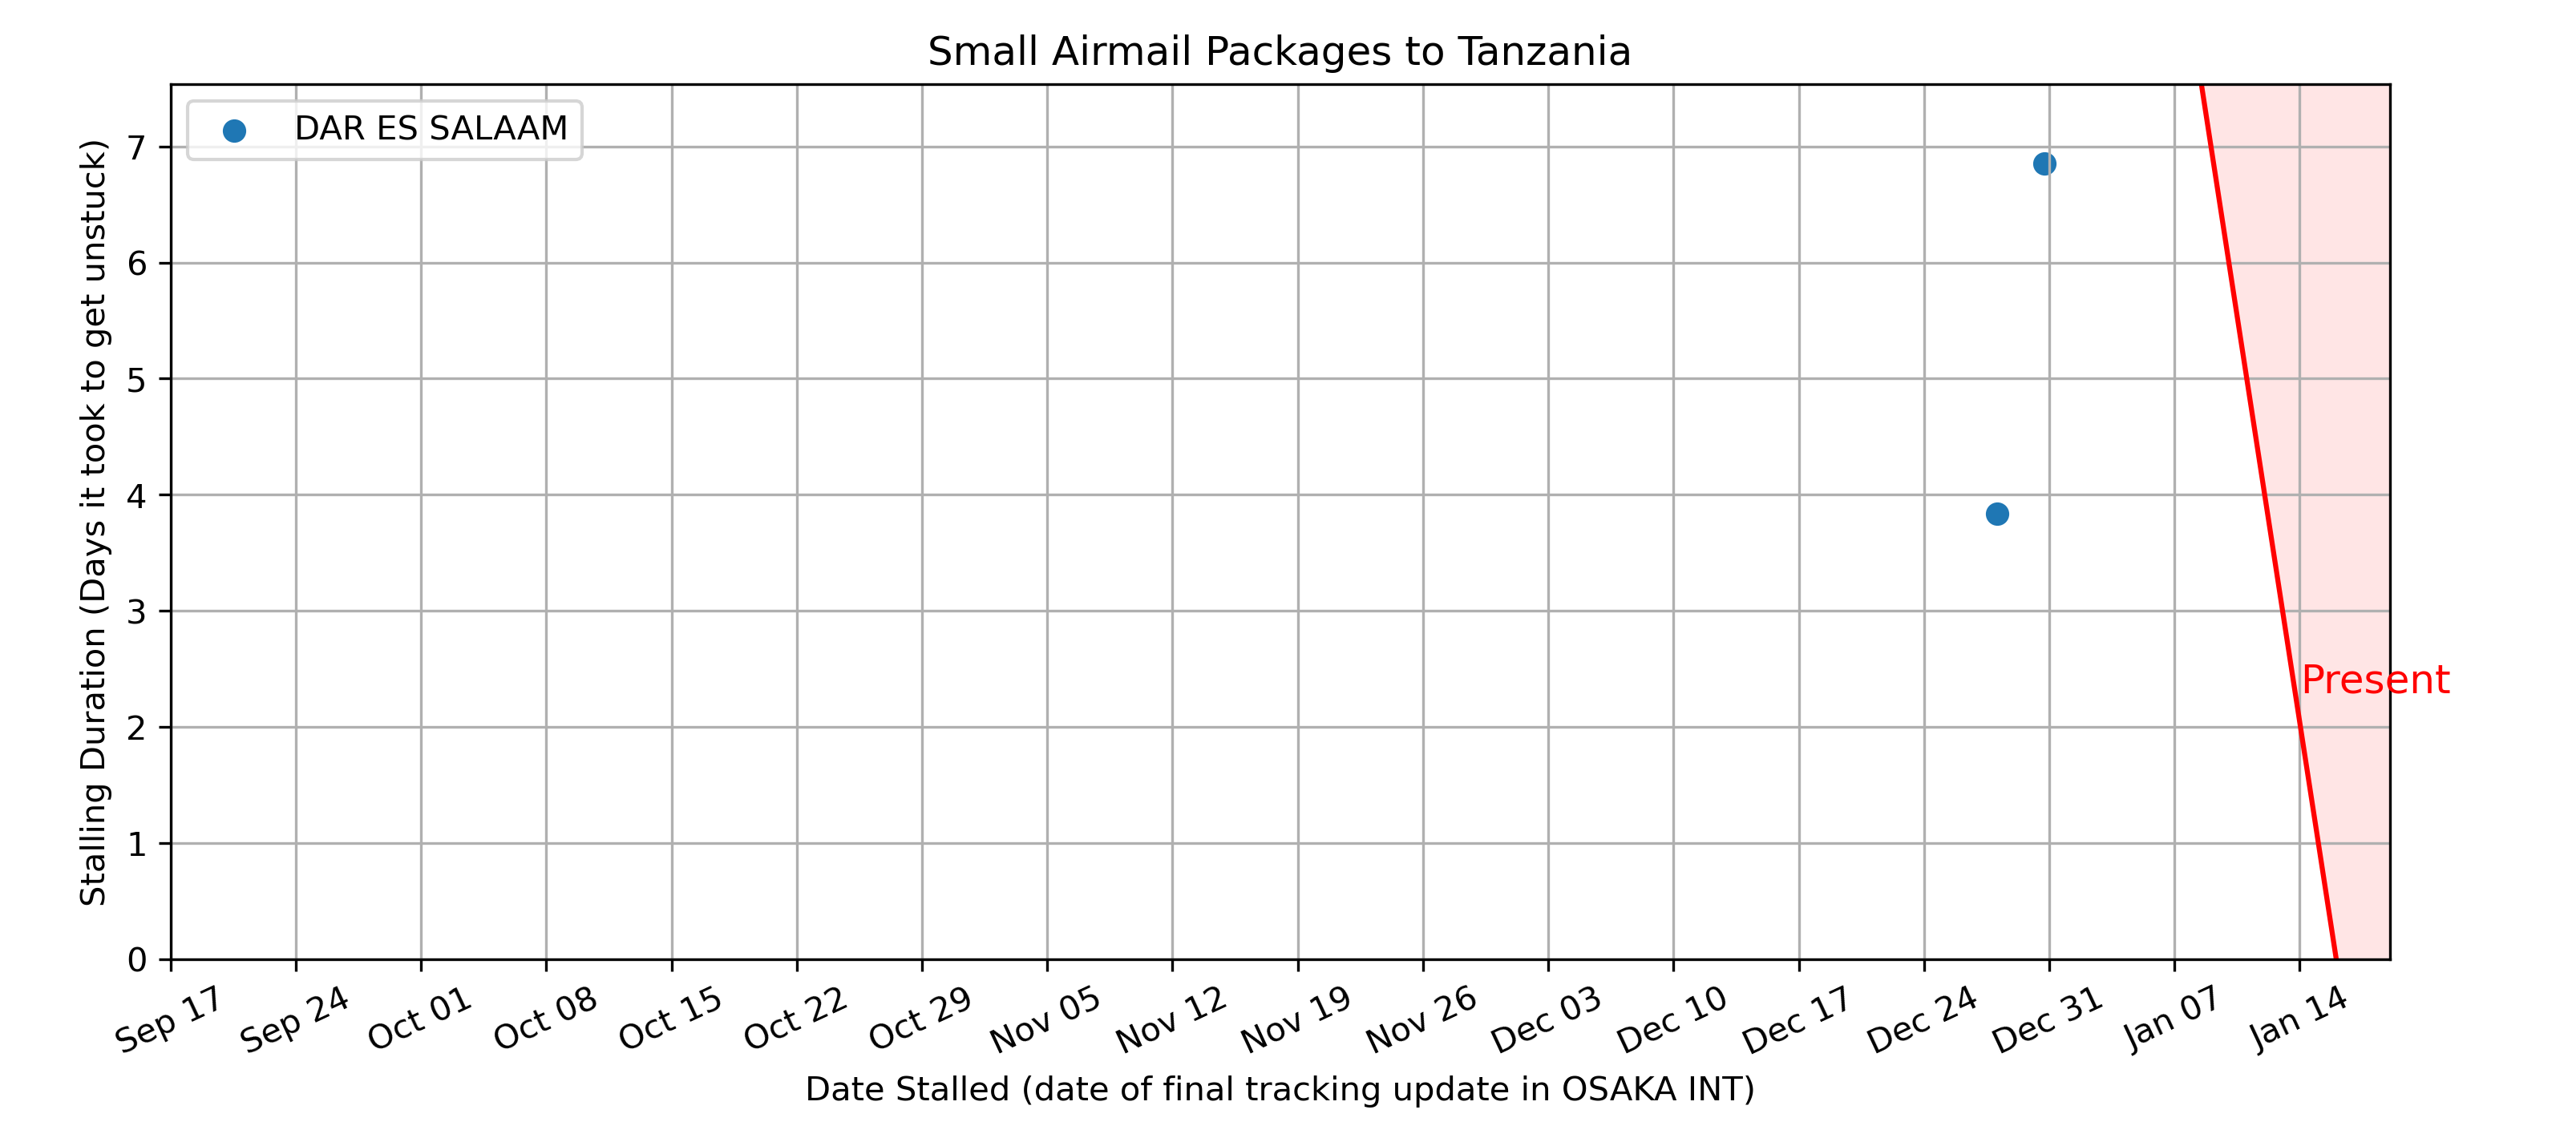 Small Airmail Packages to Tanzania
DAR ES SALAAM
Stalling Duration (Days it took to get unstuck)
7
6
5
4
3
2
1
0
Present
Sep 17
Sep 24
Oct 01
Oct 08
Oct 15
Oct 22
Oct 29
Nov 05
Nov 12
Nov 19
Nov 26
Dec 03
Dec 10
Dec 17
Dec 24
Dec 31
Jan 07
Jan 14
Date Stalled (date of final tracking update in OSAKA INT)